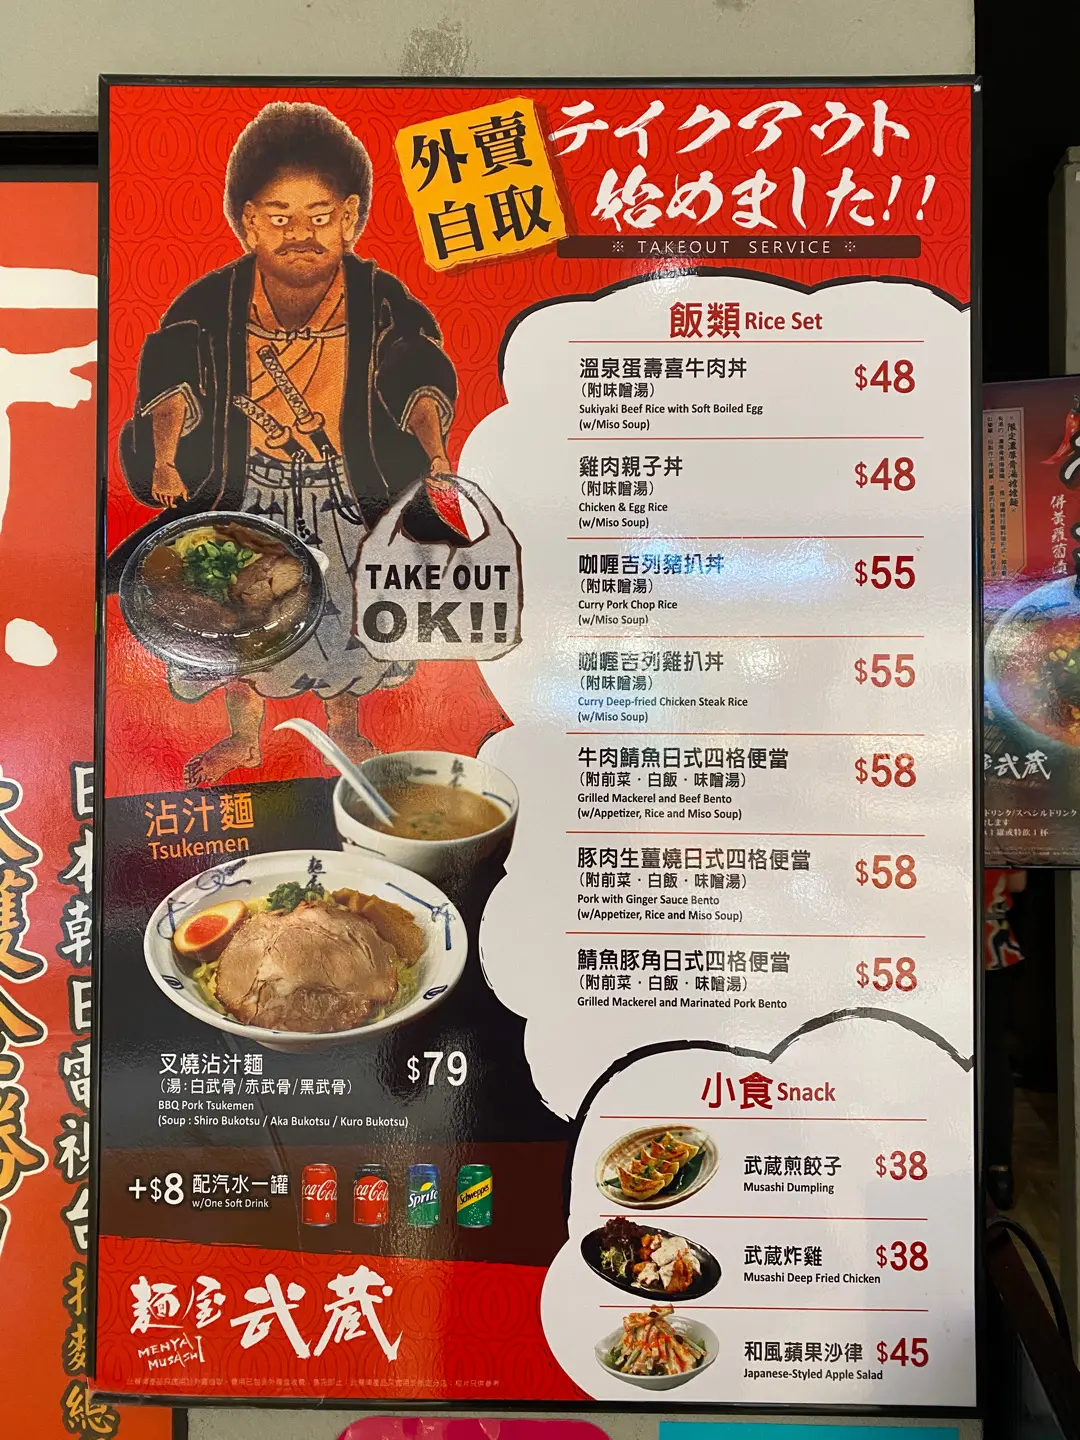 外賣
自取
テイクアウト
始めました!!
※ TAKEOUT SERVICE ※
飯類 Rice Set
溫泉蛋壽喜牛肉丼 $48
（附味噌湯）
Sukiyaki Beef Rice with Soft Boiled Egg
(w/Miso Soup)
雞肉親子丼 $48
（附味噌湯）
Chicken & Egg Rice
(w/Miso Soup)
咖喱吉列豬扒丼 $55
（附味噌湯）
Curry Pork Chop Rice
(w/Miso Soup)
咖喱吉列雞扒丼 $55
（附味噌湯）
Curry Deep-fried Chicken Steak Rice
(w/Miso Soup)
牛肉鯖魚日式四格便當 $58
（附前菜・白飯・味噌湯）
Grilled Mackerel and Beef Bento
(w/Appetizer, Rice and Miso Soup)
豚肉生薑燒日式四格便當 $58
（附前菜・白飯・味噌湯）
Pork with Ginger Sauce Bento
(w/Appetizer, Rice and Miso Soup)
鯖魚豚角日式四格便當 $58
（附前菜・白飯・味噌湯）
Grilled Mackerel and Marinated Pork Bento
TAKE OUT
OK!!
沾汁麵
Tsukemen
叉燒沾汁麵 $79
（湯：白武骨/赤武骨/黑武骨）
BBQ Pork Tsukemen
(Soup : Shiro Bukotsu / Aka Bukotsu / Kuro Bukotsu)
+$8 配汽水一罐
w/One Soft Drink
Coca-Cola
Coca-Cola
Sprite
Schweppes
小食 Snack
武蔵煎餃子 $38
Musashi Dumpling
武蔵炸雞 $38
Musashi Deep Fried Chicken
和風蘋果沙律 $45
Japanese-Styled Apple Salad
麺屋武蔵
MENYA
MUSASHI